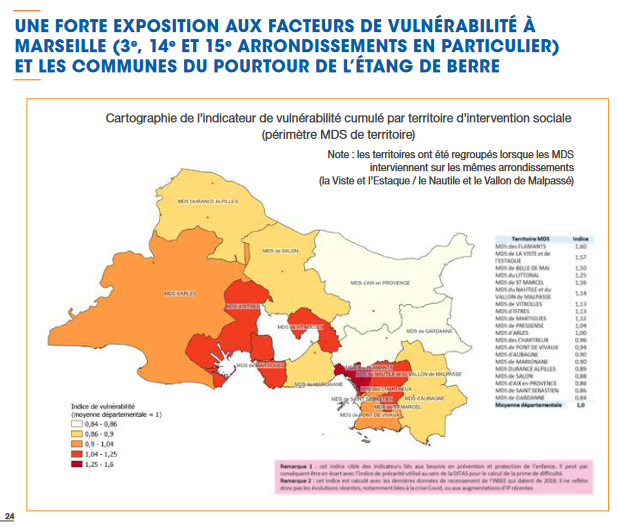 UNE FORTE EXPOSITION AUX FACTEURS DE VULNÉRABILITÉ À
MARSEILLE (3e, 14e ET 15e ARRONDISSEMENTS EN PARTICULIER)
ET LES COMMUNES DU POURTOUR DE L'ÉTANG DE BERRE
Cartographie de l'indicateur de vulnérabilité cumulé par territoire d'intervention sociale
(périmètre MDS de territoire)
Note : les territoires ont été regroupés lorsque les MDS
interviennent sur les mêmes arrondissements
(la Viste et l'Estaque / le Nautile et le Vallon de Malpassé)
MDS DURANCE ALPILLES
MDS de SALON
MDS d'AIX en PROVENCE
MDS d'ARLES
MDS d'ISTRES
MDS de VITROLLES
MDS de GARDANNE
MDS de MARTIGUES
MDS de MARIGNANE
MDS des FLAMANTS
MDS du NAUTILE et du VALLON de MALPASSE
MDS des CHARTREUX
MDS de SAINT SEBASTIEN
MDS d'AUBAGNE
MDS de ST MARCEL
MDS de PONT DE VIVAUX
Territoire MDS Indice
MDS des FLAMANTS 1,60
MDS de LA VISTE et de
l'ESTAQUE 1,57
MDS de BELLE DE MAI 1,50
MDS du LITTORAL 1,25
MDS de ST MARCEL 1,16
MDS du NAUTILE et du
VALLON de MALPASSE 1,14
MDS de VITROLLES 1,13
MDS d'ISTRES 1,13
MDS de MARTIGUES 1,12
MDS de PRESSENSE 1,04
MDS d'ARLES 1,00
MDS des CHARTREUX 0,96
MDS de PONT DE VIVAUX 0,94
MDS d'AUBAGNE 0,90
MDS de MARIGNANE 0,90
MDS DURANCE ALPILLES 0,89
MDS de SALON 0,88
MDS d'AIX en PROVENCE 0,86
MDS de SAINT SEBASTIEN 0,86
MDS de GARDANNE 0,84
Moyenne départementale 1,0
Indice de vulnérabilité
(moyenne départementale = 1)
0,84 - 0,86
0,86 - 0,9
0,9 - 1,04
1,04 - 1,25
1,25 - 1,6
Remarque 1 : cet indice cible des indicateurs liés aux besoins en prévention et protection de l'enfance. Il peut par
conséquent être en écart avec l'indice de précarité utilisé au sein de la DITAS pour le calcul de la prime de difficulté.
Remarque 2 : cet indice est calculé avec les dernières données de recensement de l'INSEE qui datent de 2018. Il ne reflète
donc pas les évolutions récentes, notamment liées à la crise Covid, ou aux augmentations d'IP récentes
24